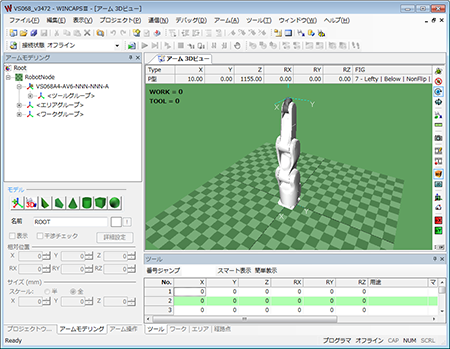 VS068_v3472 - WINCAPSⅢ - [アーム 3Dビュー]
ファイル(F) 編集(E) 表示(V) プロジェクト(P) 通信(N) デバッグ(D) アーム(A) ツール(T) ウィンドウ(W) ヘルプ(H)
接続状態 オフライン
アームモデリング
アーム 3Dビュー
Root
RobotNode
VS068A4-AV6-NNN-NNN-A
<ツールグループ>
<エリアグループ>
<ワークグループ>
Type X Y Z RX RY RZ FIG
P型 10.00 0.00 1155.00 0.00 0.00 0.00 7 - Lefty | Below | NonFlip
WORK = 0
TOOL = 0
X Y
X
モデル
名前 ROOT
表示 干渉チェック 詳細設定
相対位置
X 0 Y 0 Z 0
RX 0 RY 0 RZ 0
サイズ (mm)
スケール: 半 全
X 0 Y 0 Z 0
ツール
番号ジャンプ スマート表示 簡単教示
No. X Y Z RX RY RZ 用途 マ
1 0 0 0 0 0 0
2 0 0 0 0 0 0
3 0 0 0 0 0 0
プロジェクトウ... アームモデリング アーム操作
ツール ワーク エリア 経路点
Ready
プログラマ オフライン CAP NUM SCRL